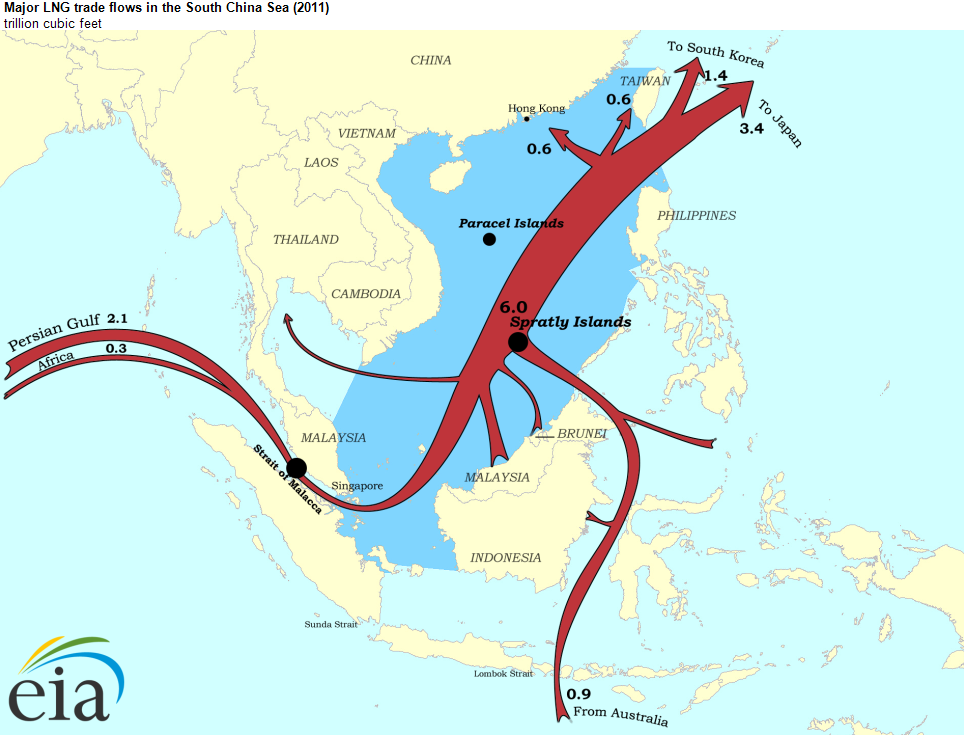 Major LNG trade flows in the South China Sea (2011)
trillion cubic feet
To South Korea
CHINA
1.4
TAIWAN
0.6
Hong Kong
To Japan
3.4
VIETNAM
0.6
LAOS
PHILIPPINES
Paracel Islands
THAILAND
CAMBODIA
6.0
Spratly Islands
Persian Gulf 2.1
Africa
0.3
MALAYSIA
BRUNEI
Strait of Malacca
Singapore
MALAYSIA
INDONESIA
Sunda Strait
Lombok Strait
0.9
From Australia
eia